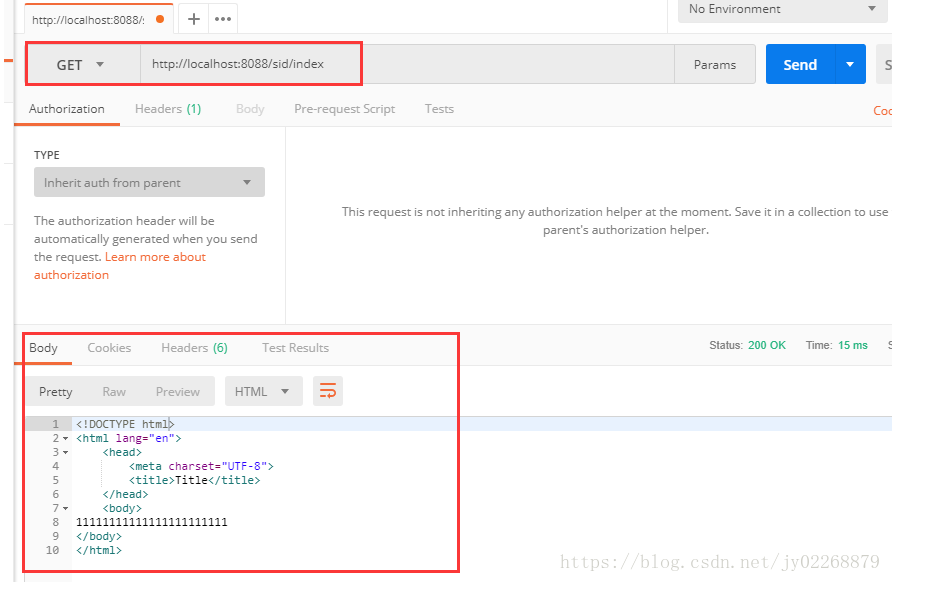 http://localhost:8088/s
No Environment
GET http://localhost:8088/sid/index Params Send
Authorization Headers (1) Body Pre-request Script Tests
TYPE
Inherit auth from parent
The authorization header will be
automatically generated when you send
the request. Learn more about
authorization
This request is not inheriting any authorization helper at the moment. Save it in a collection to use
parent's authorization helper.
Body Cookies Headers (6) Test Results Status: 200 OK Time: 15 ms
Pretty Raw Preview HTML
1 <!DOCTYPE html>
2 <html lang="en">
3 <head>
4 <meta charset="UTF-8">
5 <title>Title</title>
6 </head>
7 <body>
8 11111111111111111111111
9 </body>
10 </html>
https://blog.csdn.net/jy02268879